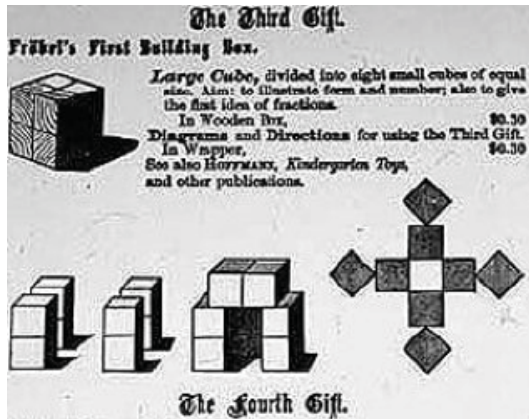 The Third Gift.
Fröbel's First Building Box.
Large Cube, divided into eight small cubes of equal
size. Aim: to illustrate form and number; also to give
the first idea of fractions.
In Wooden Box, $0.30
Diagrams and Directions for using the Third Gift.
In Wrapper, $0.30
See also HOFFMANN, Kindergarten Toys,
and other publications.
The Fourth Gift.